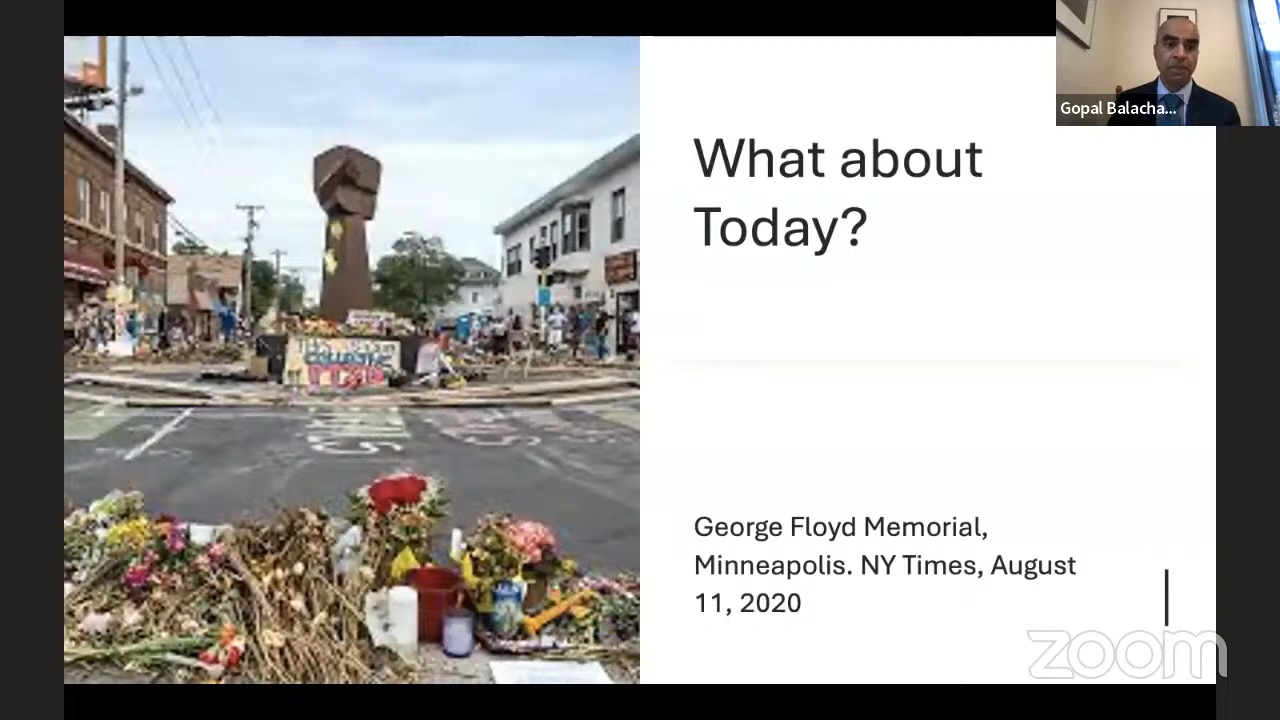 Gopal Balacha...
What about
Today?
George Floyd Memorial,
Minneapolis. NY Times, August
11, 2020
zoom